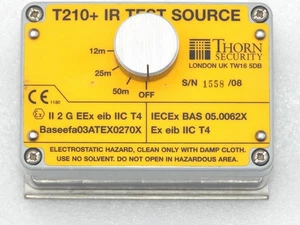 T210+ IR TEST SOURCE
THORN
SECURITY
LONDON UK TW16 5DB
12m
25m
50m
OFF
S/N 1558 /08
CE
1180
Ex II 2 G EEx eib IIC T4
Baseefa03ATEX0270X
IECEx BAS 05.0062X
Ex eib IIC T4
ELECTROSTATIC HAZARD, CLEAN ONLY WITH DAMP CLOTH.
USE NO SOLVENT. DO NOT OPEN IN HAZARDOUS AREA.